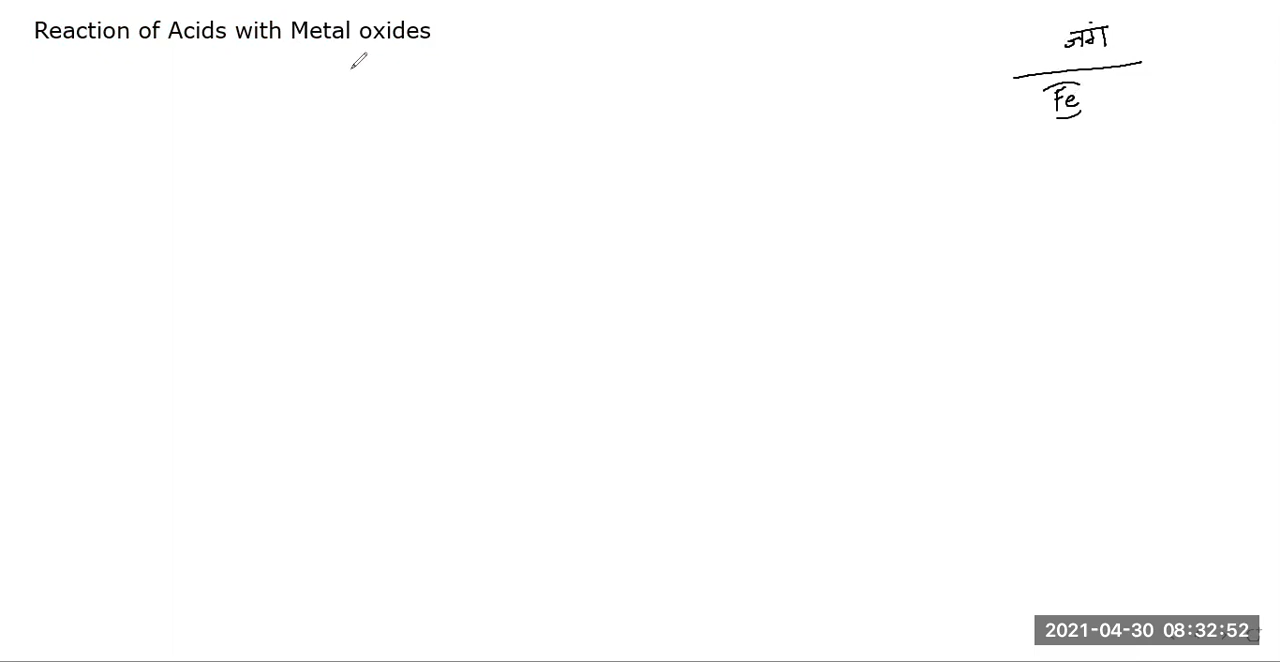 Reaction of Acids with Metal oxides
जंग
Fe
2021-04-30 08:32:52